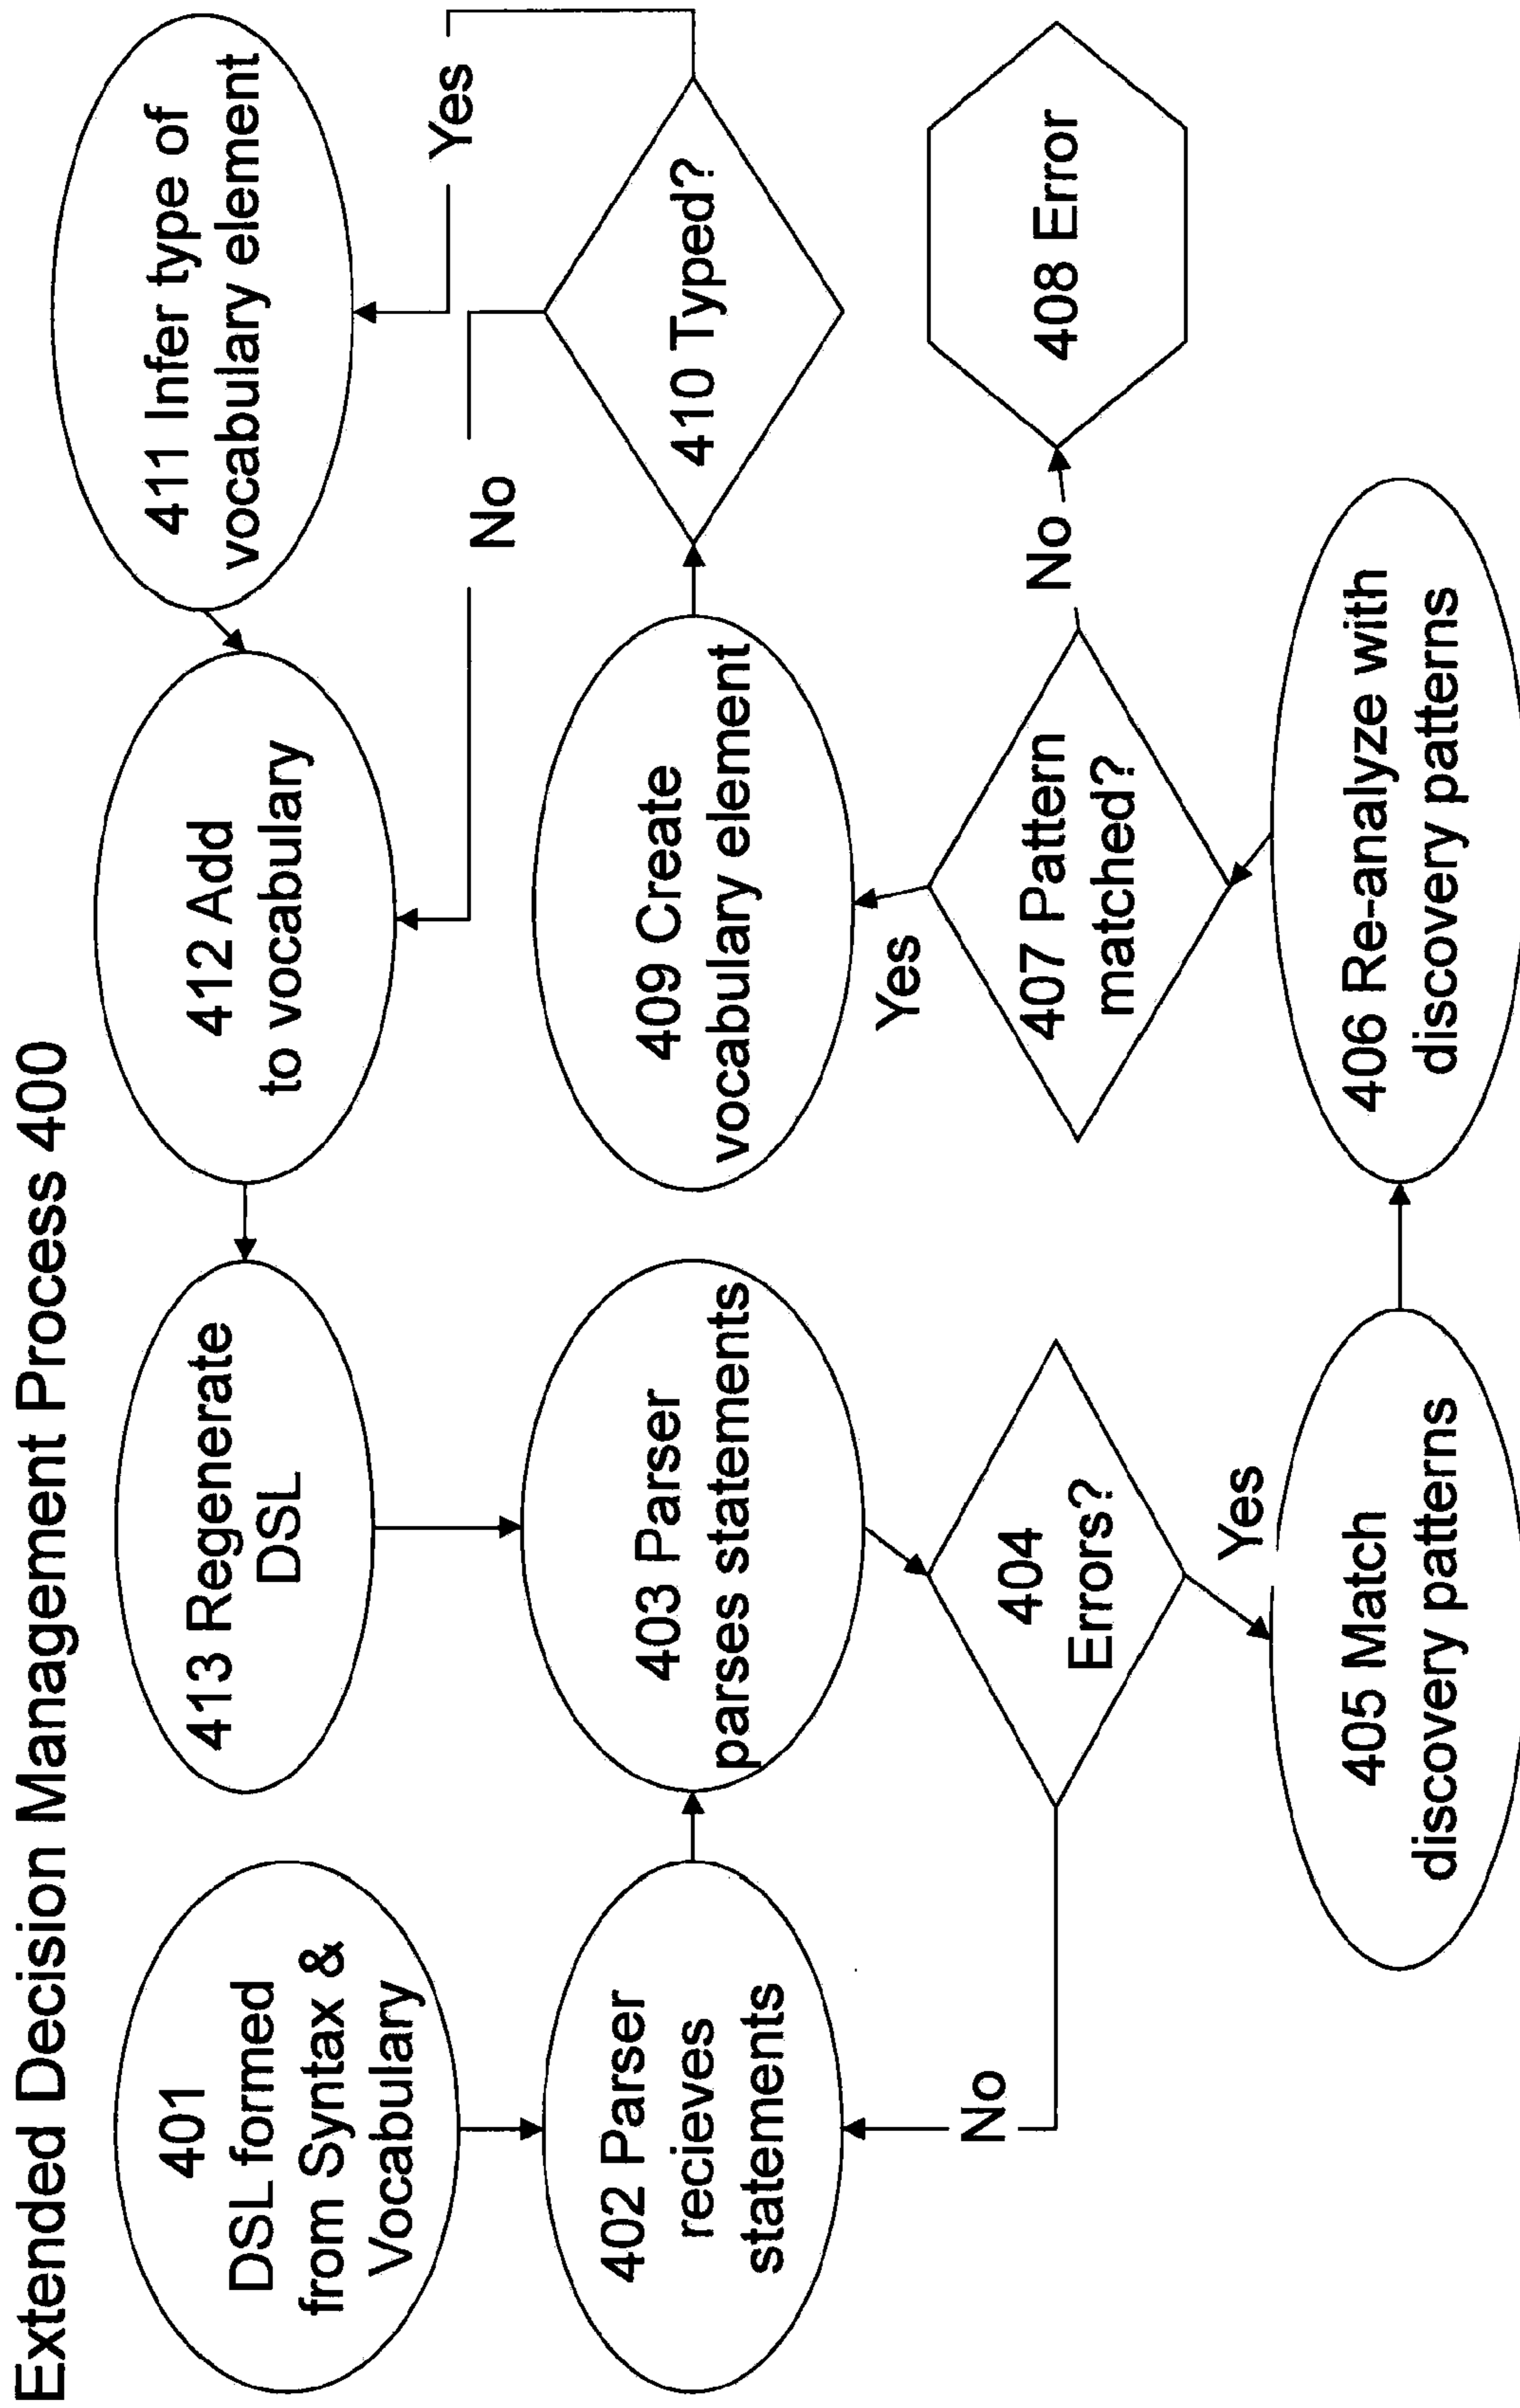 Extended Decision Management Process 400
401
DSL formed
from Syntax &
Vocabulary
413 Regenerate
DSL
412 Add
to vocabulary
411 Infer type of
vocabulary element
Yes
No
402 Parser
recieves
statements
403 Parser
parses statements
409 Create
vocabulary element
410 Typed?
Yes
No
404
Errors?
407 Pattern
matched?
No
408 Error
Yes
405 Match
discovery patterns
406 Re-analyze with
discovery patterns